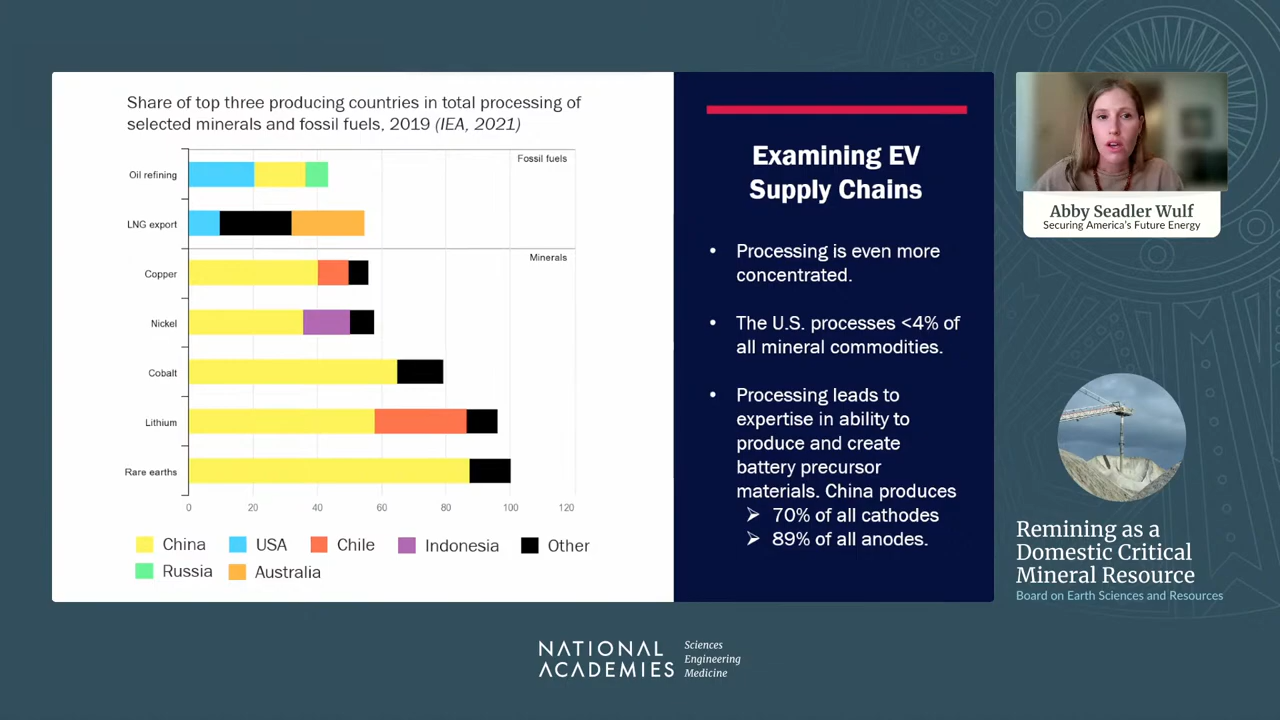 Share of top three producing countries in total processing of
selected minerals and fossil fuels, 2019 (IEA, 2021)
Fossil fuels
Oil refining
LNG export
Minerals
Copper
Nickel
Cobalt
Lithium
Rare earths
0 20 40 60 80 100 120
China USA Chile Indonesia Other
Russia Australia
Examining EV
Supply Chains
• Processing is even more
concentrated.
• The U.S. processes <4% of
all mineral commodities.
• Processing leads to
expertise in ability to
produce and create
battery precursor
materials. China produces
➢ 70% of all cathodes
➢ 89% of all anodes.
Abby Seadler Wulf
Securing America's Future Energy
Remining as a
Domestic Critical
Mineral Resource
Board on Earth Sciences and Resources
NATIONAL
ACADEMIES
Sciences
Engineering
Medicine